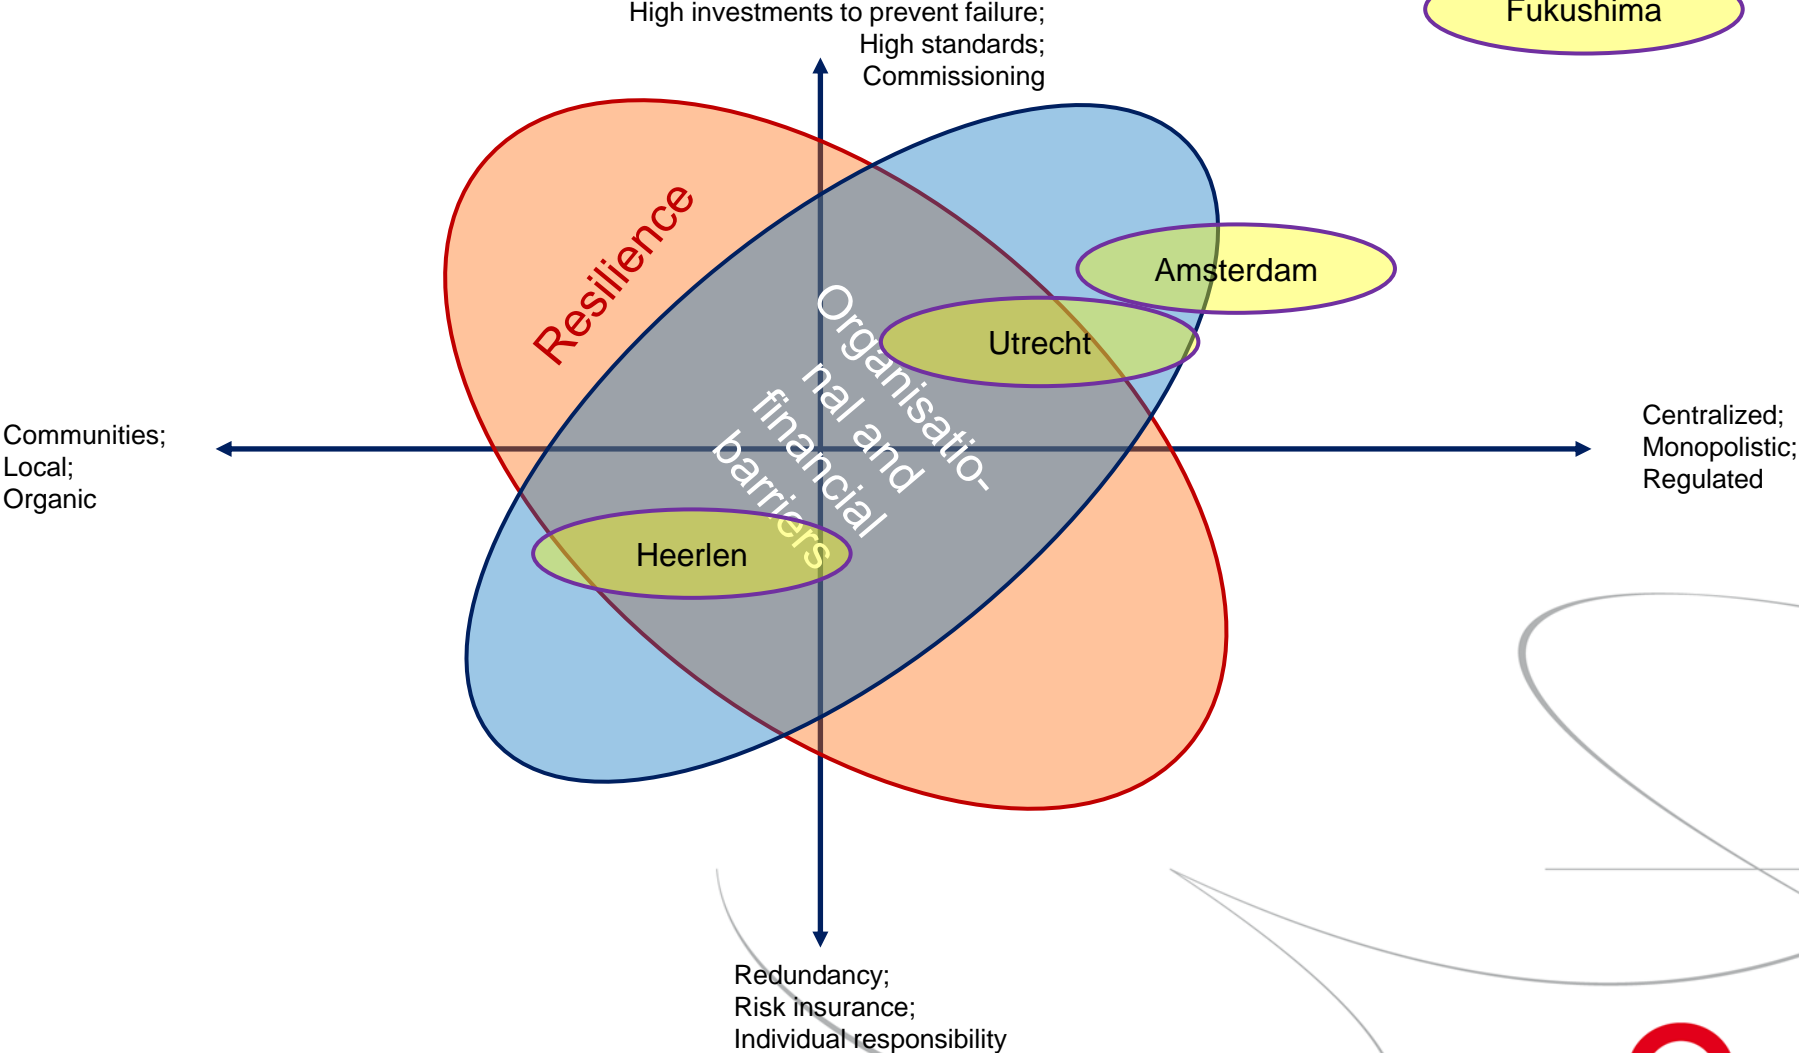 High investments to prevent failure;
High standards;
Commissioning
Fukushima
Resilience
Organisatio-
nal and
financial
barriers
Amsterdam
Utrecht
Communities;
Local;
Organic
Centralized;
Monopolistic;
Regulated
Heerlen
Redundancy;
Risk insurance;
Individual responsibility